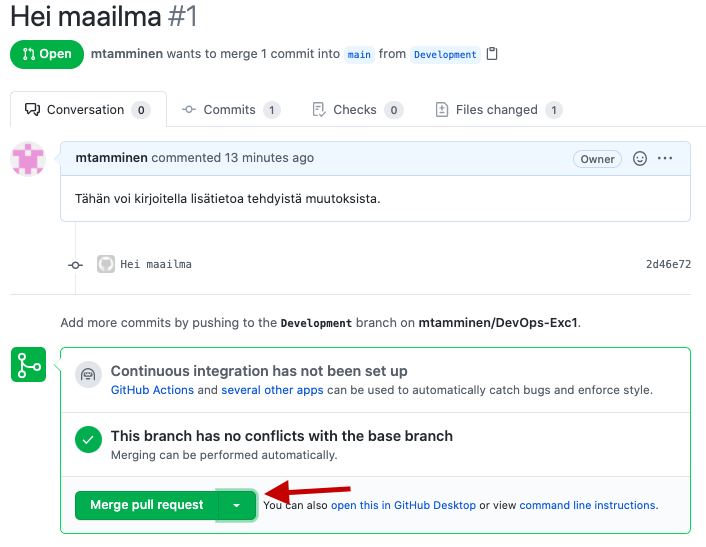 Hei maailma #1
Open mtamminen wants to merge 1 commit into main from Development
Conversation 0 Commits 1 Checks 0 Files changed 1
mtamminen commented 13 minutes ago Owner
Tähän voi kirjoitella lisätietoa tehdyistä muutoksista.
Hei maailma 2d46e72
Add more commits by pushing to the Development branch on mtamminen/DevOps-Exc1.
Continuous integration has not been set up
GitHub Actions and several other apps can be used to automatically catch bugs and enforce style.
This branch has no conflicts with the base branch
Merging can be performed automatically.
Merge pull request You can also open this in GitHub Desktop or view command line instructions.